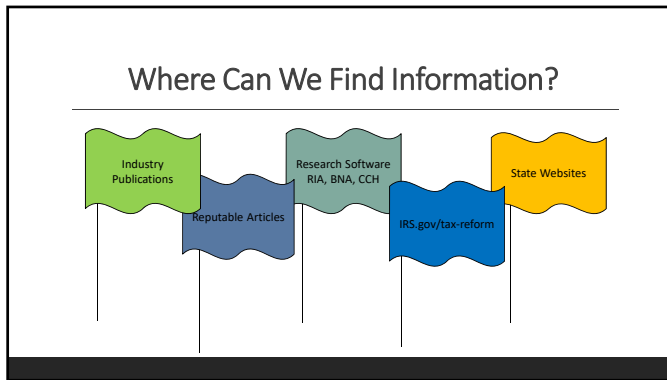 Where Can We Find Information?
Industry
Publications
Reputable Articles
Research Software
RIA, BNA, CCH
IRS.gov/tax-reform
State Websites